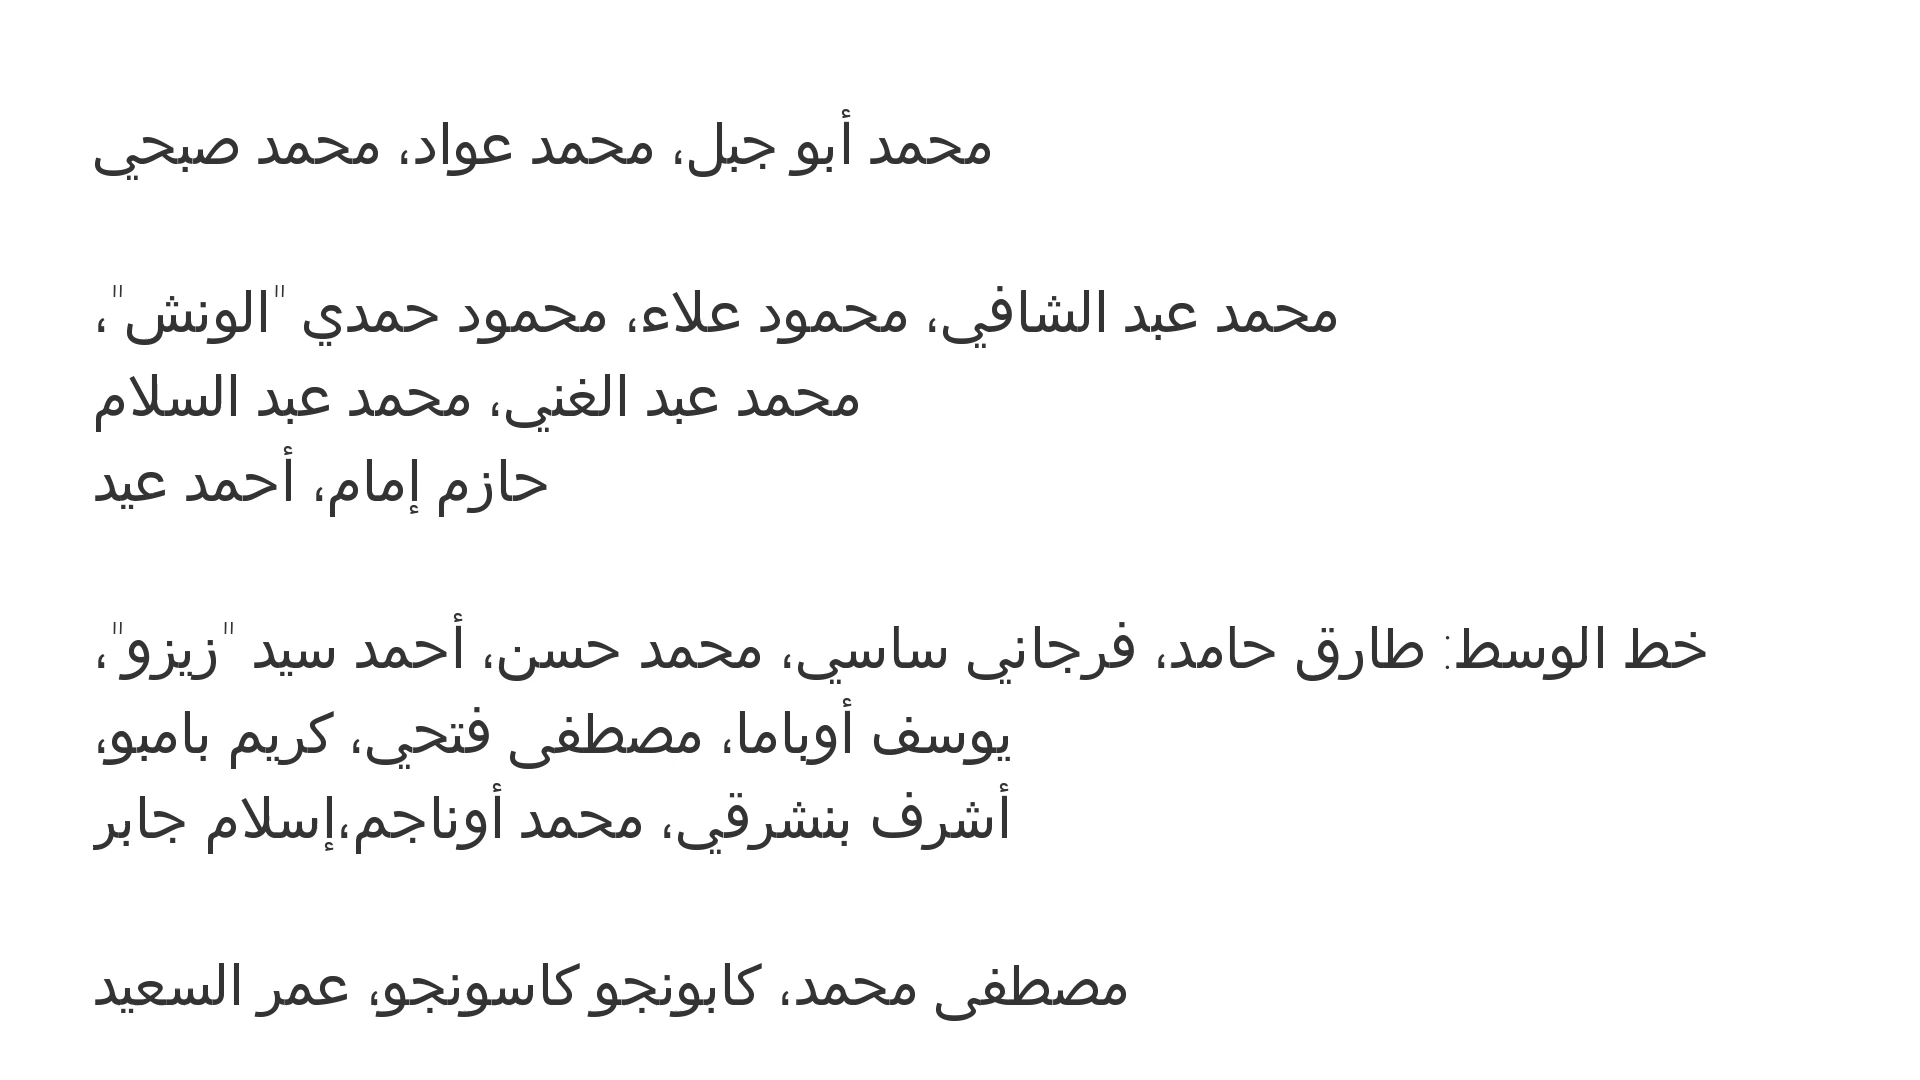 محمد أبو جبل، محمد عواد، محمد صبحي
محمد عبد الشافي، محمود علاء، محمود حمدي "الونش"،
محمد عبد الغني، محمد عبد السلام
حازم إمام، أحمد عيد
خط الوسط: طارق حامد، فرجاني ساسي، محمد حسن، أحمد سيد "زيزو"،
يوسف أوباما، مصطفى فتحي، كريم بامبو،
أشرف بنشرقي، محمد أوناجم،إسلام جابر
مصطفى محمد، كابونجو كاسونجو، عمر السعيد